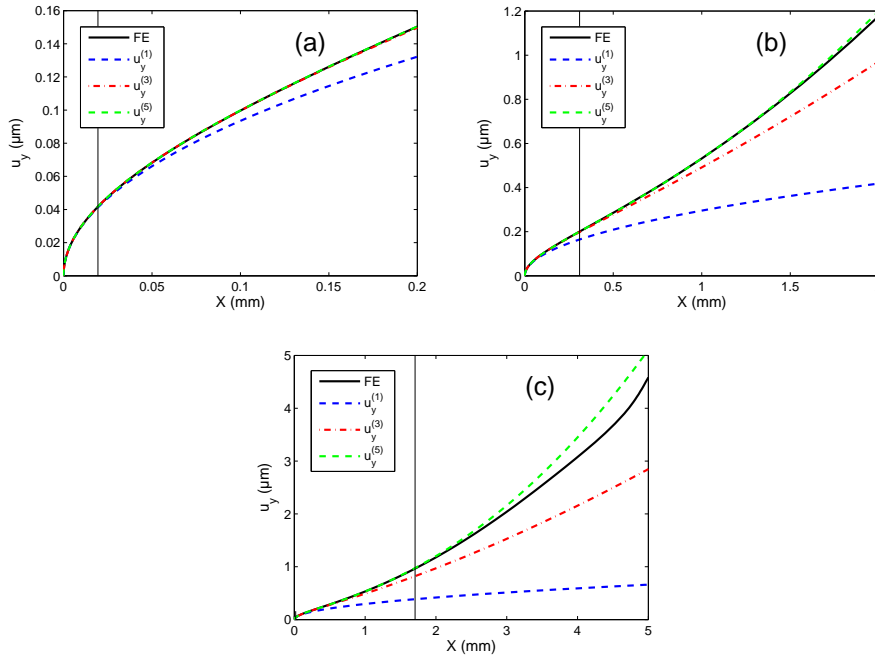 0.16
0.14
0.12
0.1
0.08
0.06
0.04
0.02
0
u_y (μm)
FE
u_y^(1)
u_y^(3)
u_y^(5)
(a)
0 0.05 0.1 0.15 0.2
X (mm)
1.2
1
0.8
0.6
0.4
0.2
0
u_y (μm)
FE
u_y^(1)
u_y^(3)
u_y^(5)
(b)
0 0.5 1 1.5
X (mm)
5
4
3
2
1
0
u_y (μm)
FE
u_y^(1)
u_y^(3)
u_y^(5)
(c)
0 1 2 3 4 5
X (mm)